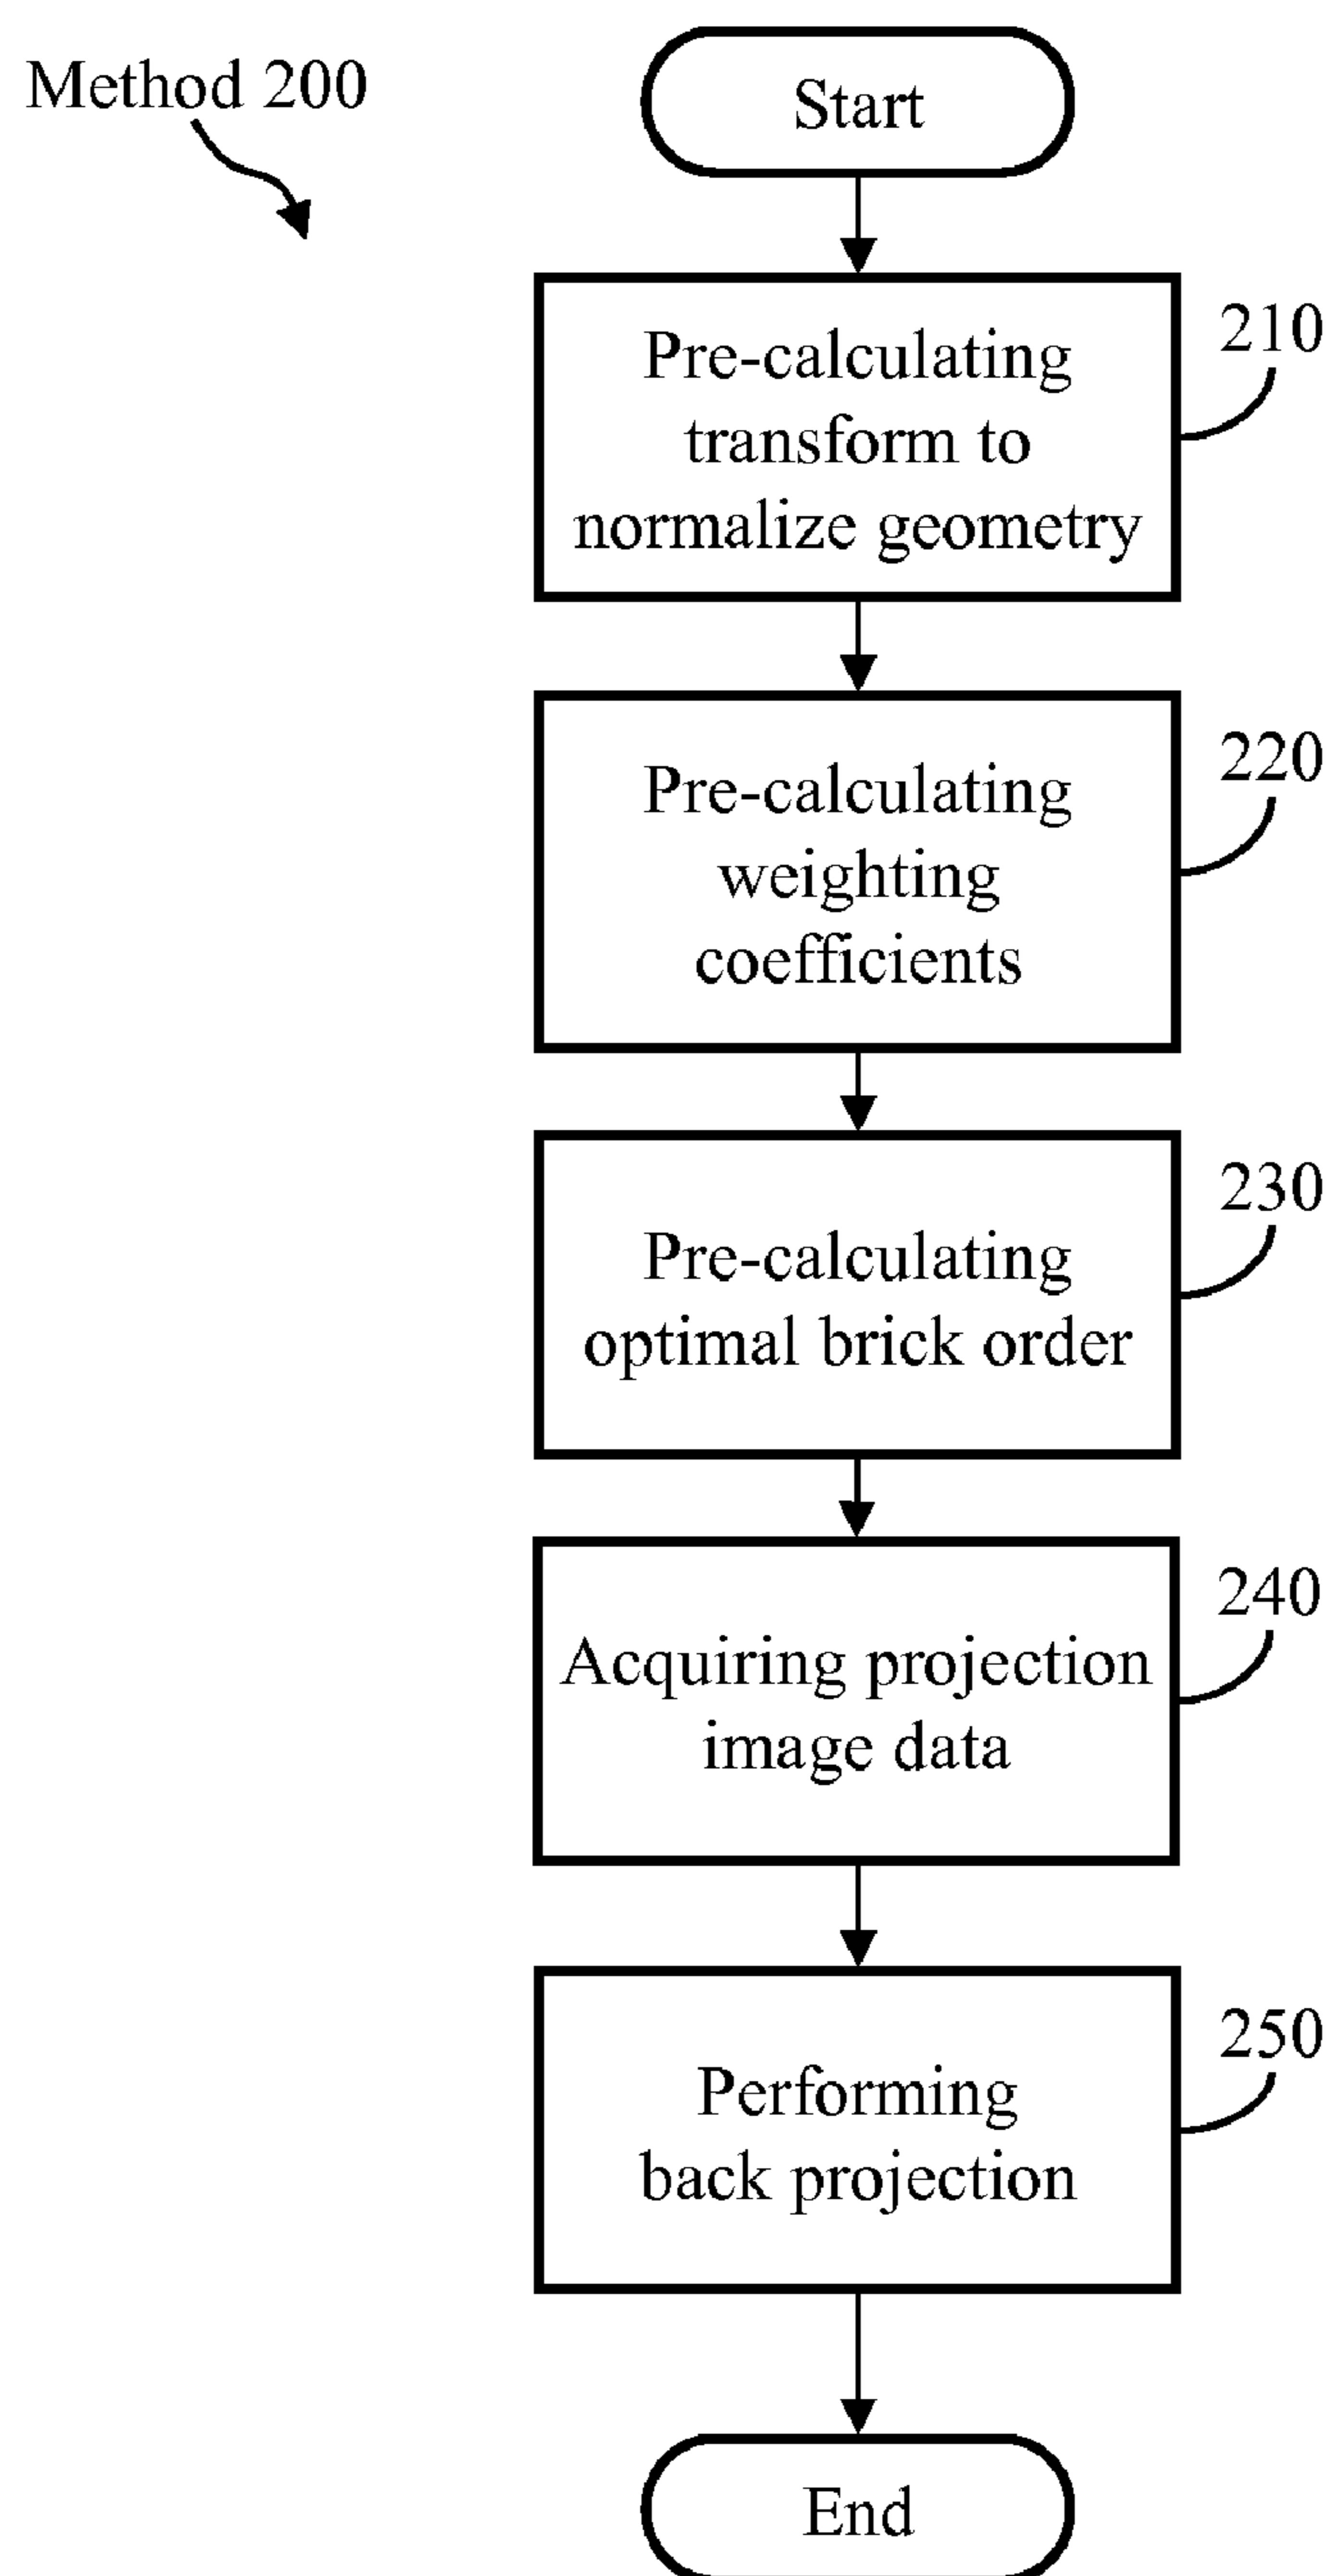 Method 200
Start
Pre-calculating
transform to
normalize geometry
210
Pre-calculating
weighting
coefficients
220
Pre-calculating
optimal brick order
230
Acquiring projection
image data
240
Performing
back projection
250
End